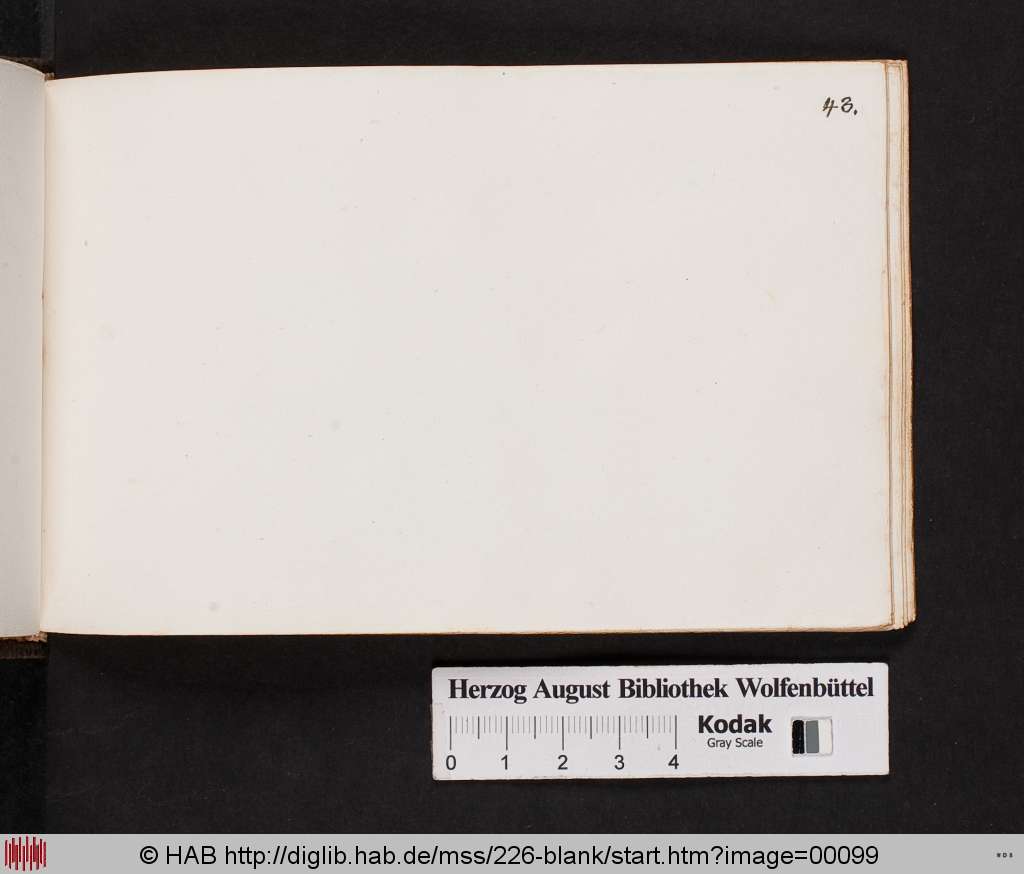 43.
Herzog August Bibliothek Wolfenbüttel
Kodak
Gray Scale
0 1 2 3 4
© HAB http://diglib.hab.de/mss/226-blank/start.htm?image=00099
WDB